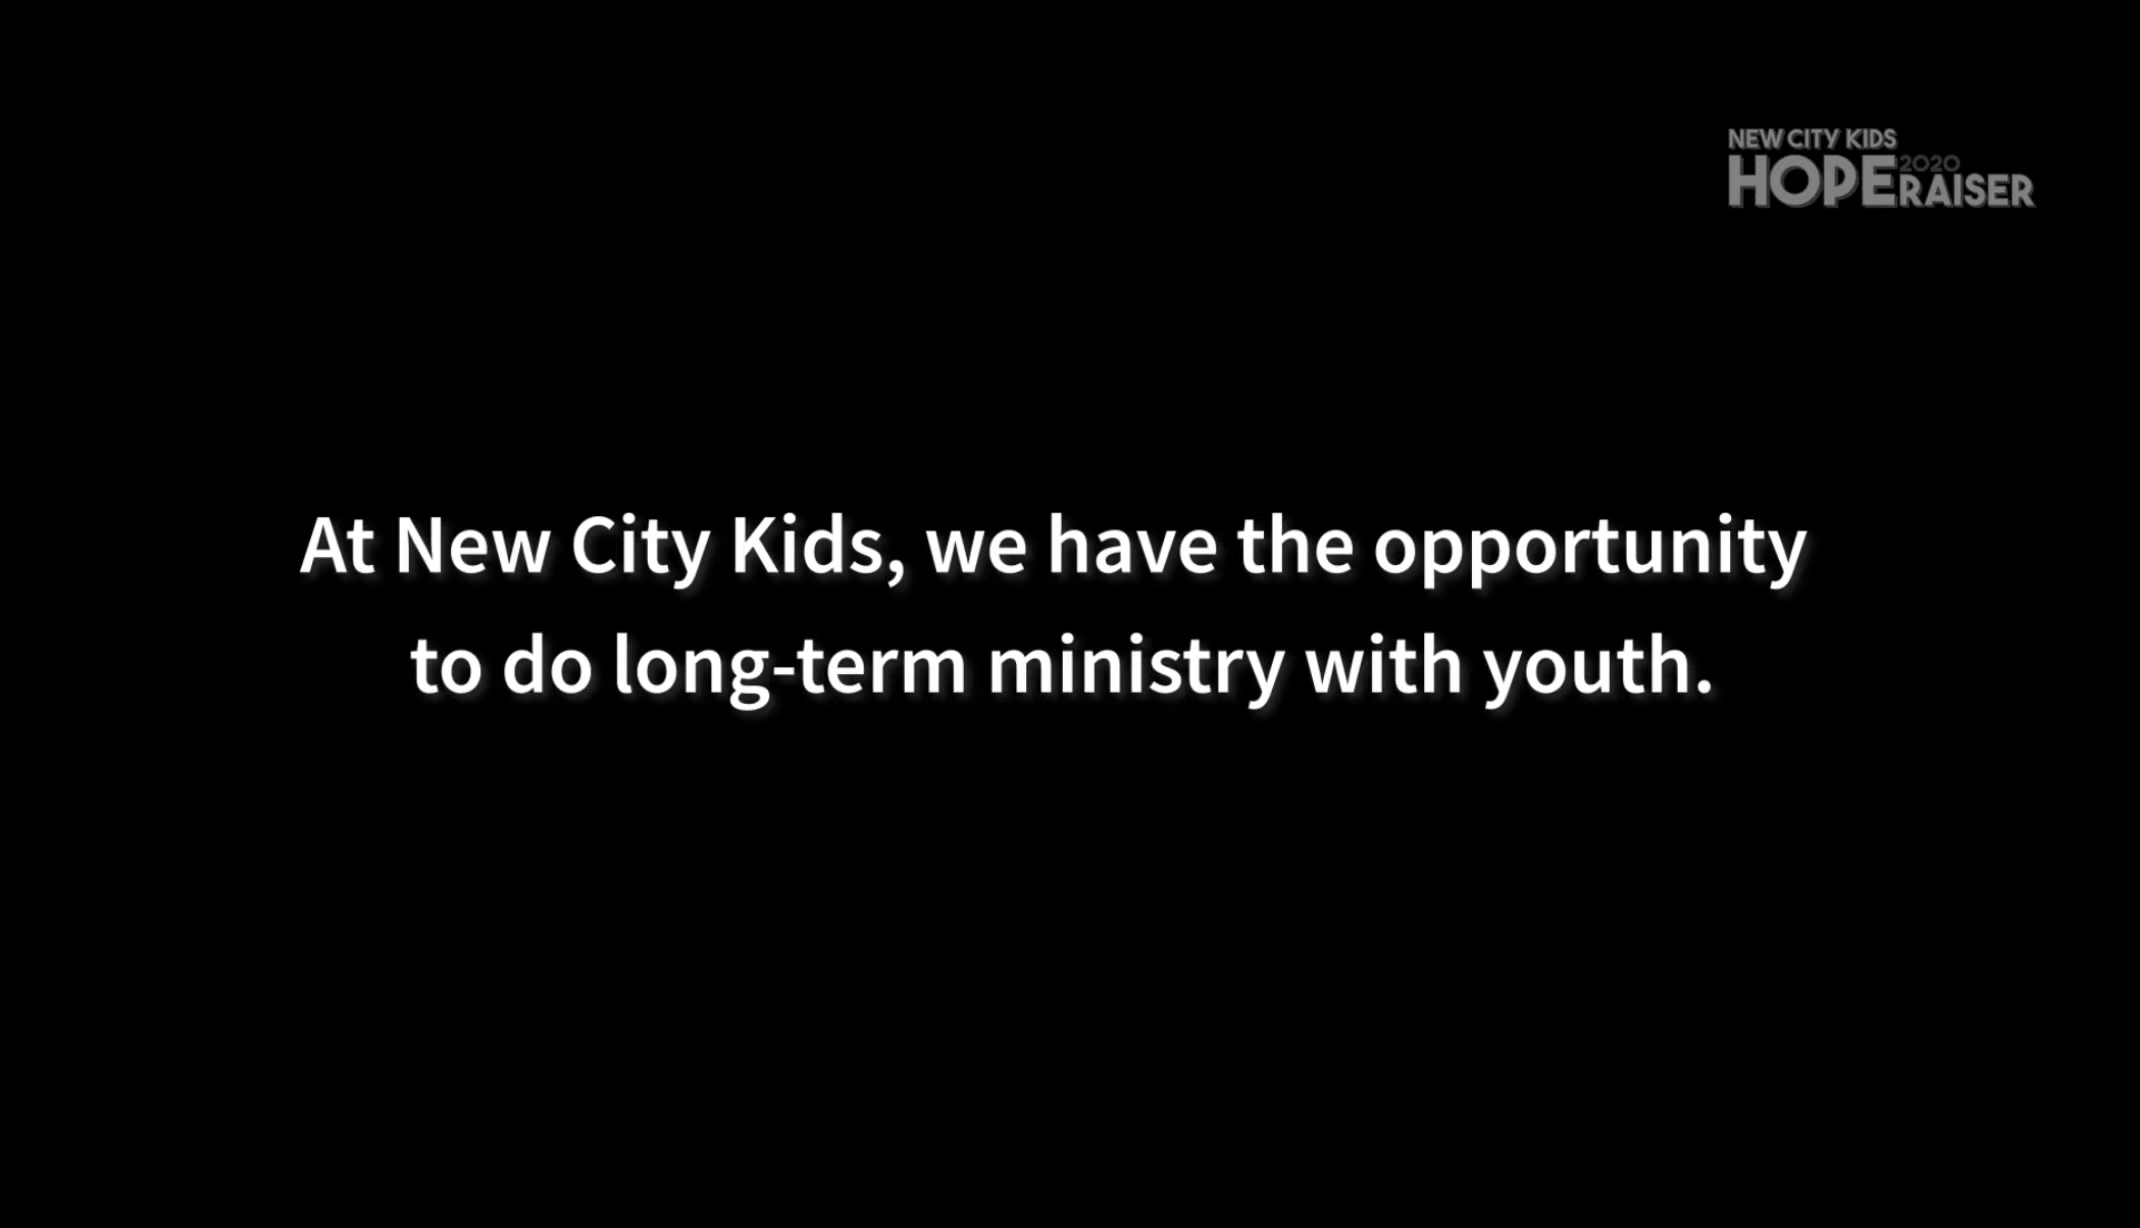 NEW CITY KIDS
HOPE 2020 RAISER
At New City Kids, we have the opportunity
to do long-term ministry with youth.